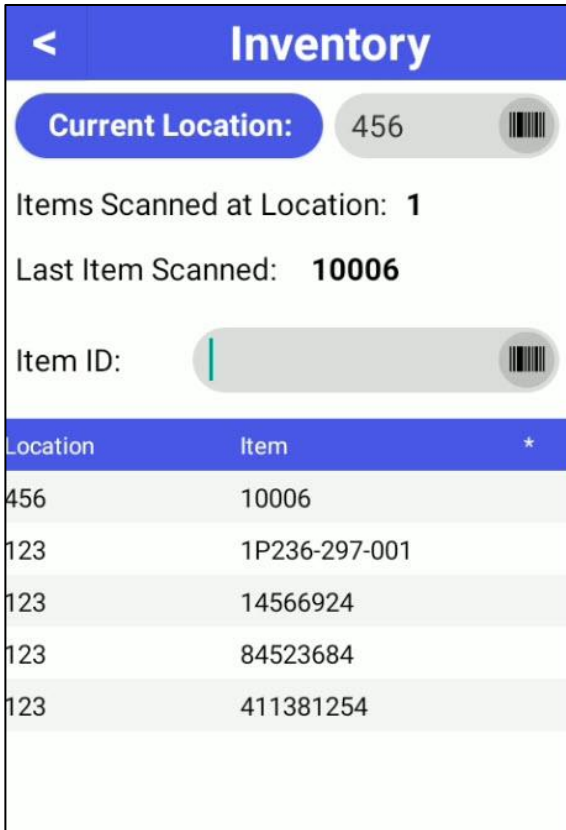 < Inventory
Current Location: 456
Items Scanned at Location: 1
Last Item Scanned: 10006
Item ID:
Location Item *
456 10006
123 1P236-297-001
123 14566924
123 84523684
123 411381254